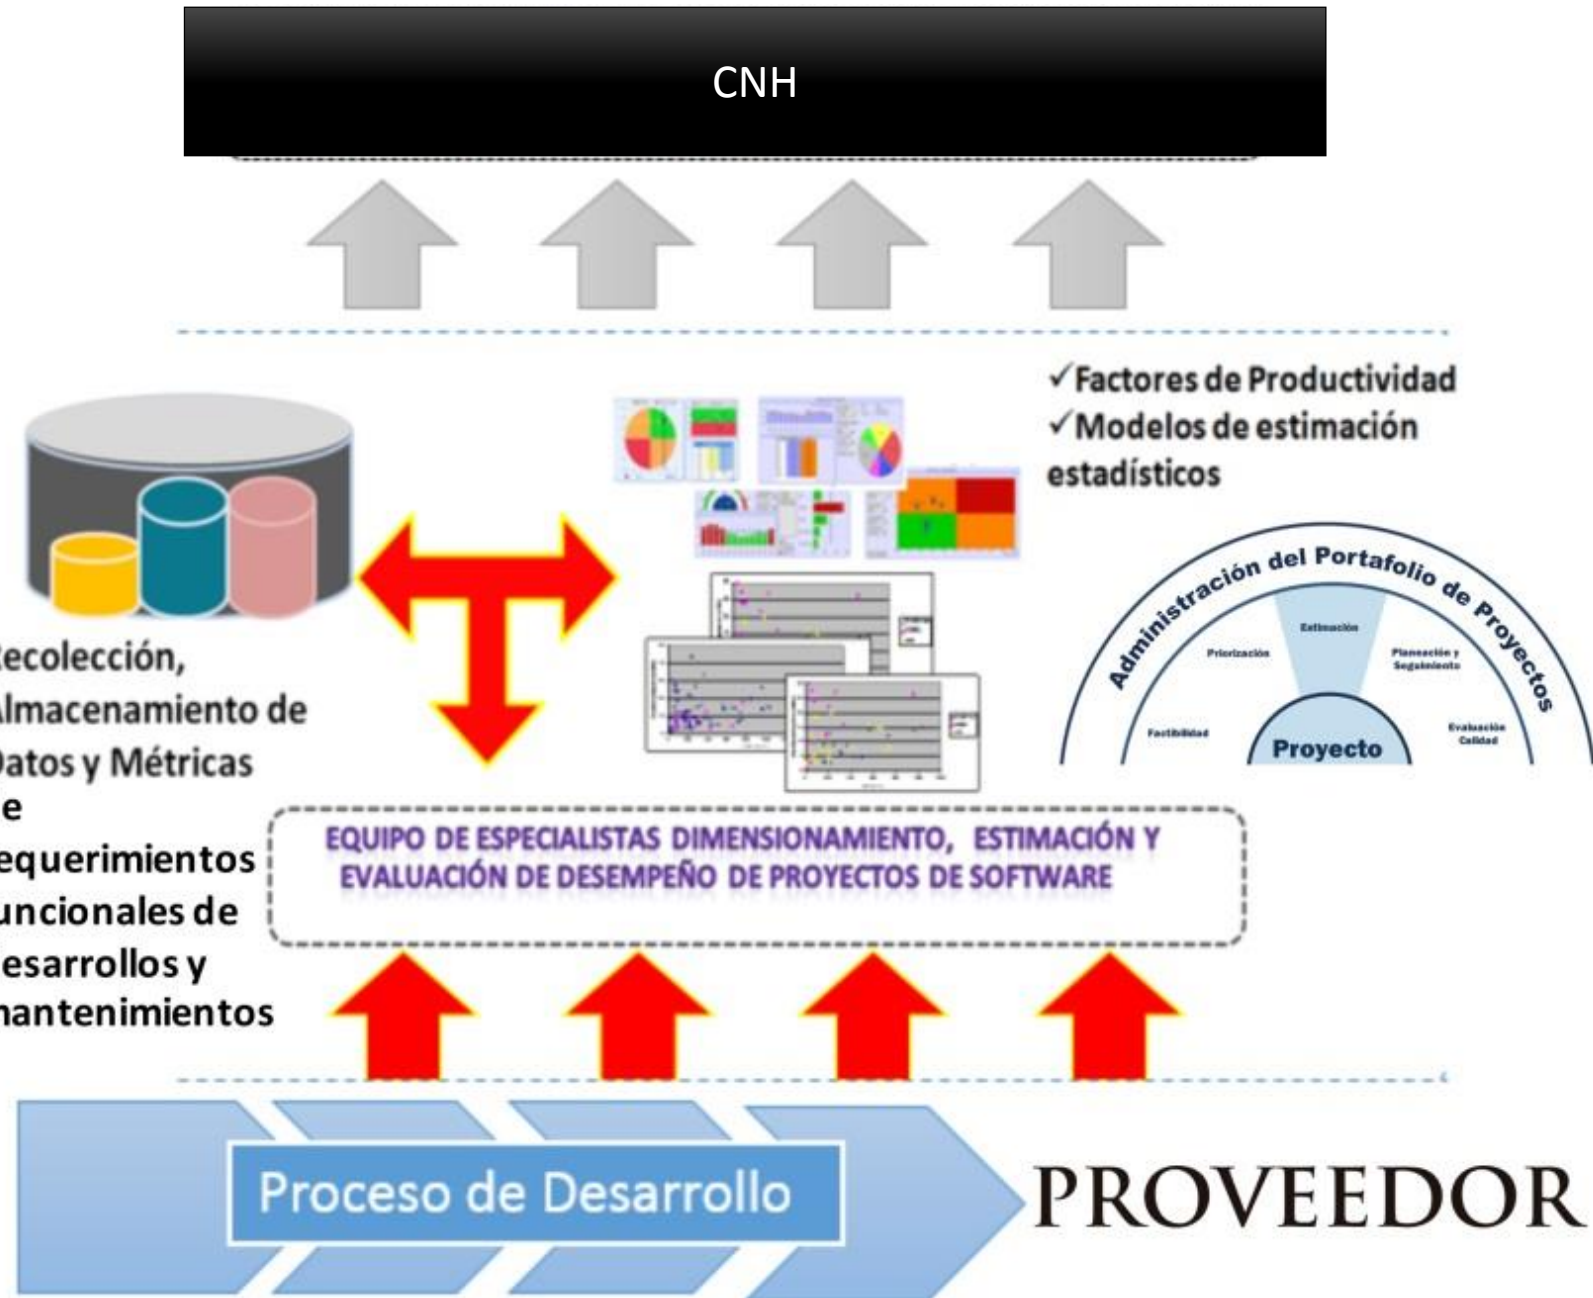 CNH
✓Factores de Productividad
✓Modelos de estimación
estadísticos
Administración del Portafolio de Proyectos
Estimación
Priorización
Planeación y
Seguimiento
Factibilidad
Evaluación
Calidad
Proyecto
ecolección,
lmacenamiento de
atos y Métricas
e
equerimientos
uncionales de
esarrollos y
mantenimientos
EQUIPO DE ESPECIALISTAS DIMENSIONAMIENTO, ESTIMACIÓN Y
EVALUACIÓN DE DESEMPEÑO DE PROYECTOS DE SOFTWARE
Proceso de Desarrollo
PROVEEDOR